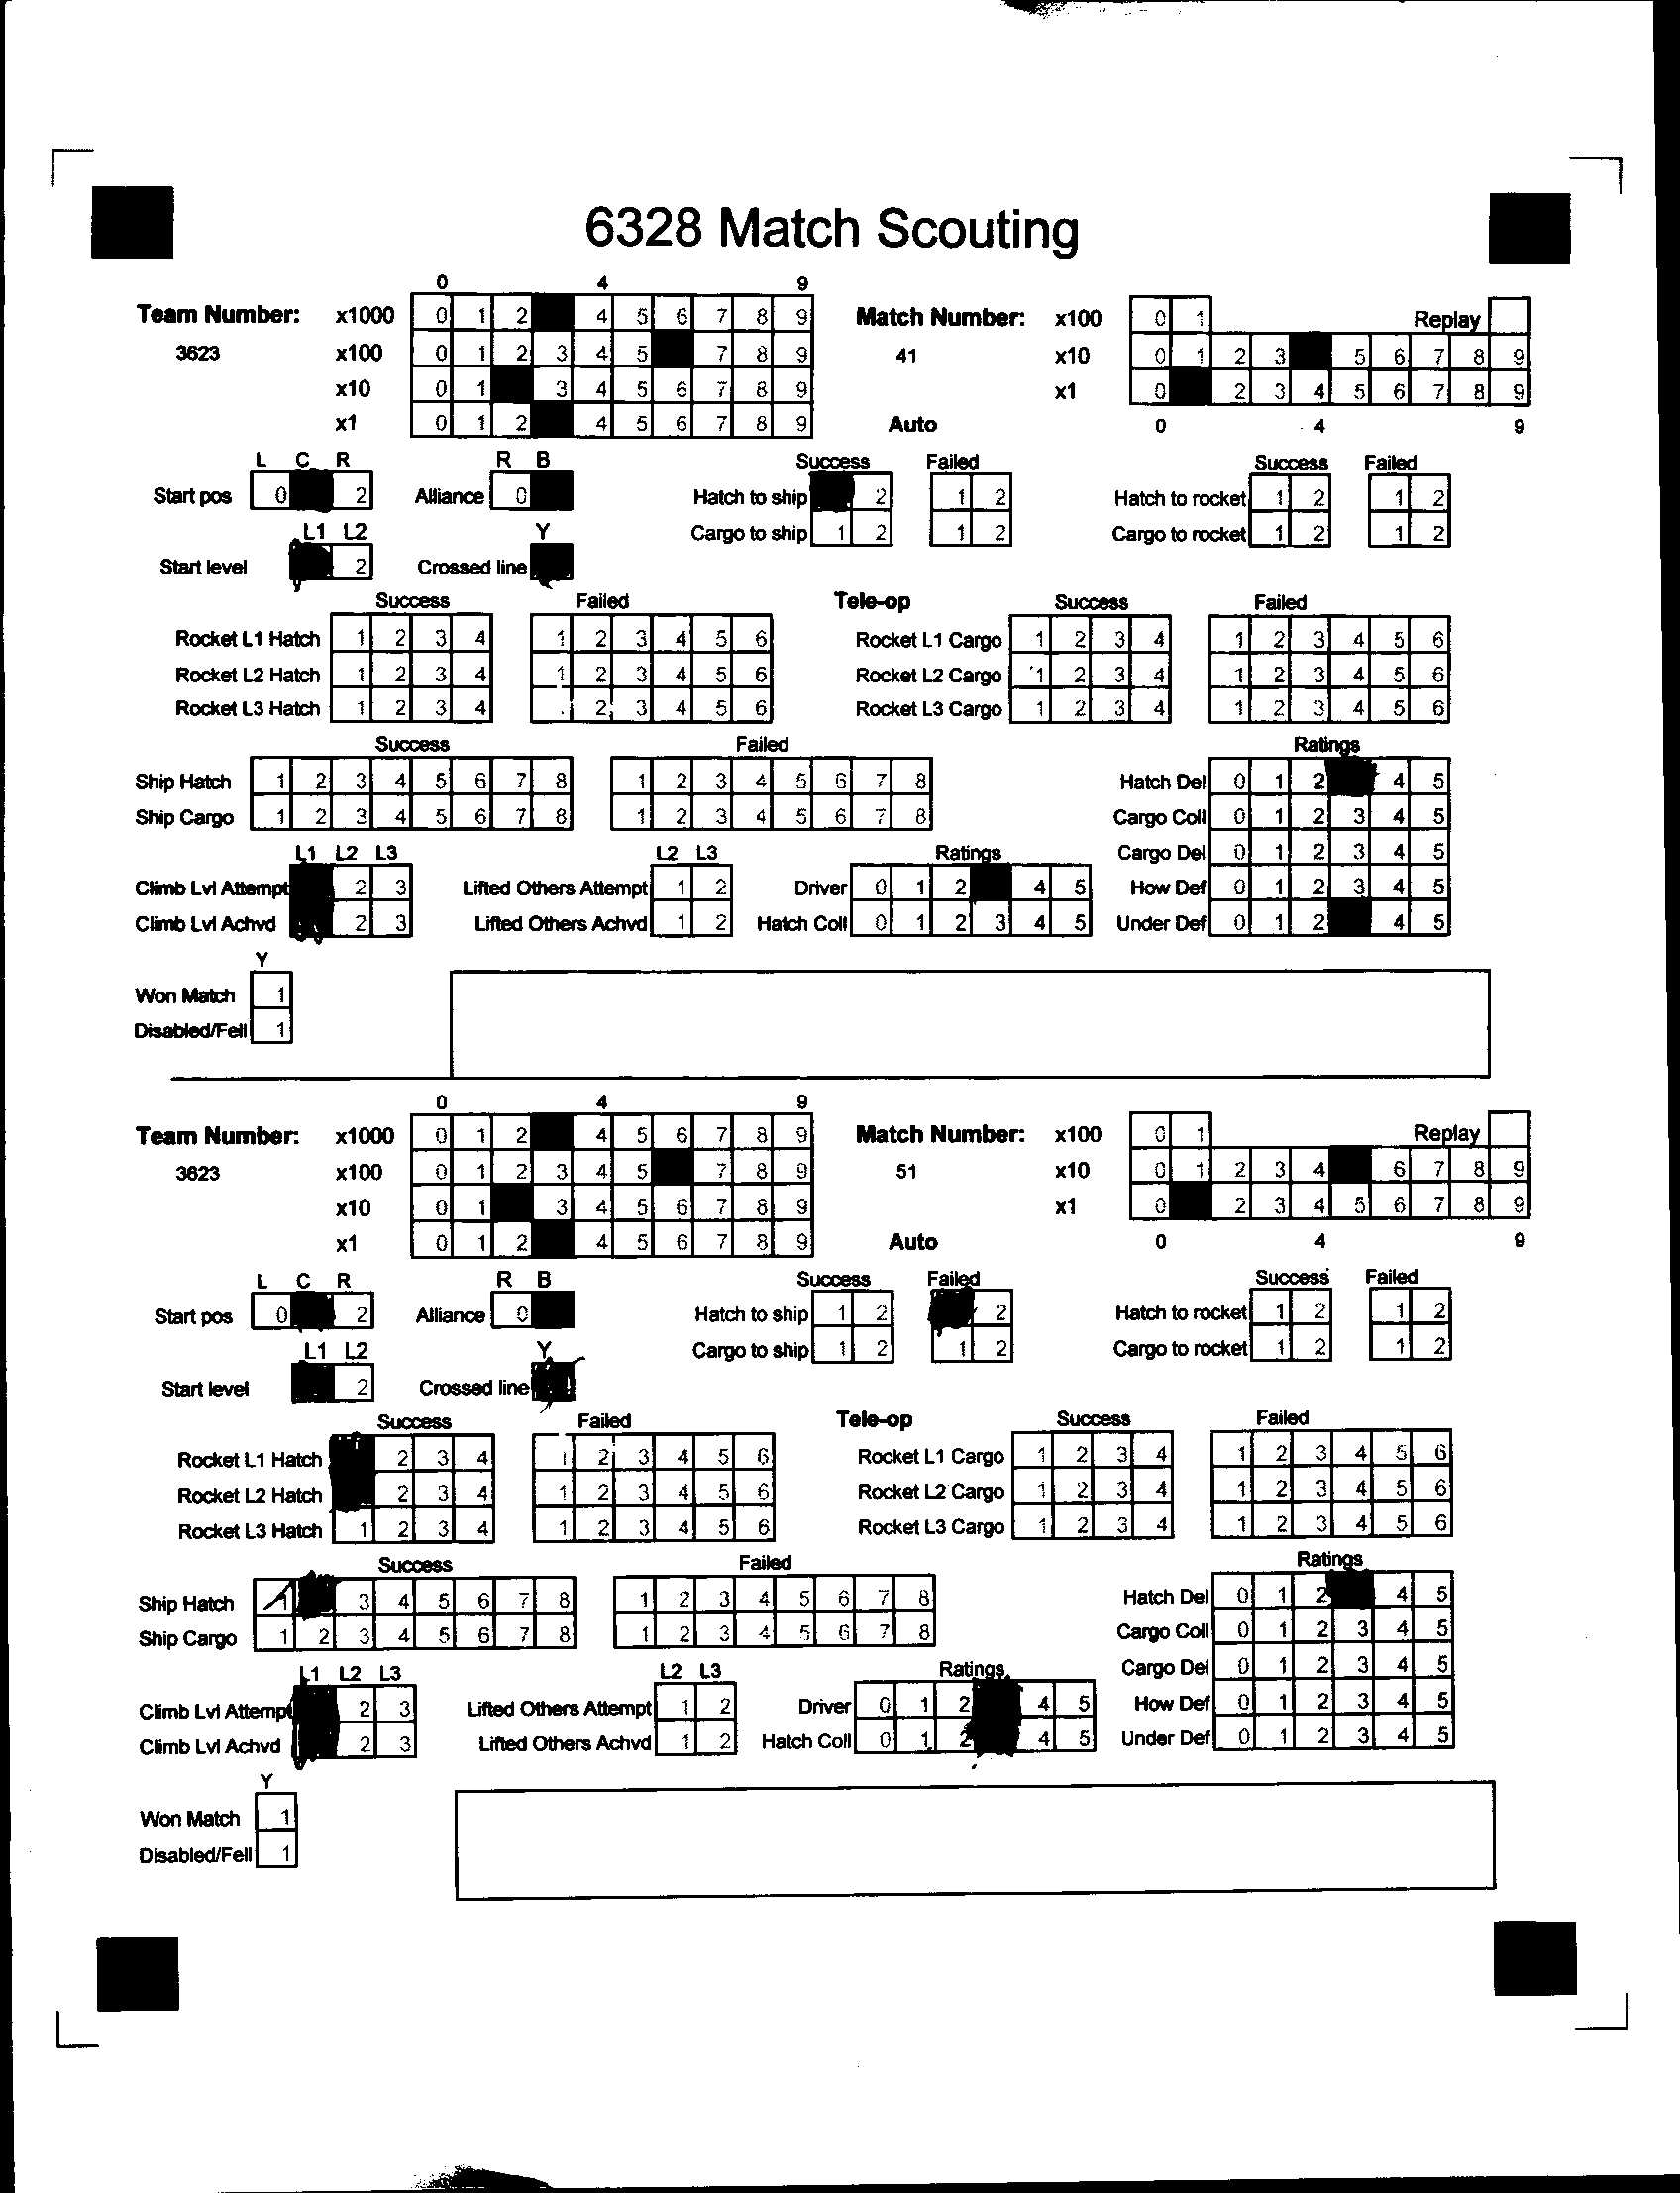 6328 Match Scouting
0 4 9
Team Number: x1000 0 1 2 4 5 6 7 8 9 Match Number: x100 0 1 Replay
3623 x100 0 1 2 3 4 5 7 8 9 41 x10 0 1 2 3 5 6 7 8 9
x10 0 1 3 4 5 6 7 8 9 x1 0 2 3 4 5 6 7 8 9
x1 0 1 2 4 5 6 7 8 9 Auto 0 4 9
L C R R B Success Failed Success Failed
Start pos 0 2 Alliance 0 Hatch to ship 2 1 2 Hatch to rocket 1 2 1 2
L1 L2 Y Cargo to ship 1 2 1 2 Cargo to rocket 1 2 1 2
Start level 2 Crossed line
Success Failed Tele-op Success Failed
Rocket L1 Hatch 1 2 3 4 1 2 3 4 5 6 Rocket L1 Cargo 1 2 3 4 1 2 3 4 5 6
Rocket L2 Hatch 1 2 3 4 1 2 3 4 5 6 Rocket L2 Cargo 1 2 3 4 1 2 3 4 5 6
Rocket L3 Hatch 1 2 3 4 2 3 4 5 6 Rocket L3 Cargo 1 2 3 4 1 2 3 4 5 6
Success Failed Ratings
Ship Hatch 1 2 3 4 5 6 7 8 1 2 3 4 5 6 7 8 Hatch Del 0 1 2 4 5
Ship Cargo 1 2 3 4 5 6 7 8 1 2 3 4 5 6 7 8 Cargo Coll 0 1 2 3 4 5
L1 L2 L3 L2 L3 Ratings Cargo Del 0 1 2 3 4 5
Climb Lvl Attempt 2 3 Lifted Others Attempt 1 2 Driver 0 1 2 4 5 How Def 0 1 2 3 4 5
Climb Lvl Achvd 2 3 Lifted Others Achvd 1 2 Hatch Coll 0 1 2 3 4 5 Under Def 0 1 2 4 5
Y
Won Match 1
Disabled/Fell 1
0 4 9
Team Number: x1000 0 1 2 4 5 6 7 8 9 Match Number: x100 0 1 Replay
3623 x100 0 1 2 3 4 5 7 8 9 51 x10 0 1 2 3 4 6 7 8 9
x10 0 1 3 4 5 6 7 8 9 x1 0 2 3 4 5 6 7 8 9
x1 0 1 2 4 5 6 7 8 9 Auto 0 4 9
L C R R B Success Failed Success Failed
Start pos 0 2 Alliance 0 Hatch to ship 1 2 2 Hatch to rocket 1 2 1 2
L1 L2 Y Cargo to ship 1 2 1 2 Cargo to rocket 1 2 1 2
Start level 2 Crossed line
Success Failed Tele-op Success Failed
Rocket L1 Hatch 2 3 4 1 2 3 4 5 6 Rocket L1 Cargo 1 2 3 4 1 2 3 4 5 6
Rocket L2 Hatch 2 3 4 1 2 3 4 5 6 Rocket L2 Cargo 1 2 3 4 1 2 3 4 5 6
Rocket L3 Hatch 1 2 3 4 1 2 3 4 5 6 Rocket L3 Cargo 1 2 3 4 1 2 3 4 5 6
Success Failed Ratings
Ship Hatch 1 3 4 5 6 7 8 1 2 3 4 5 6 7 8 Hatch Del 0 1 2 4 5
Ship Cargo 1 2 3 4 5 6 7 8 1 2 3 4 5 6 7 8 Cargo Coll 0 1 2 3 4 5
L1 L2 L3 L2 L3 Ratings Cargo Del 0 1 2 3 4 5
Climb Lvl Attempt 2 3 Lifted Others Attempt 1 2 Driver 0 1 2 4 5 How Def 0 1 2 3 4 5
Climb Lvl Achvd 2 3 Lifted Others Achvd 1 2 Hatch Coll 0 1 2 4 5 Under Def 0 1 2 3 4 5
Y
Won Match 1
Disabled/Fell 1